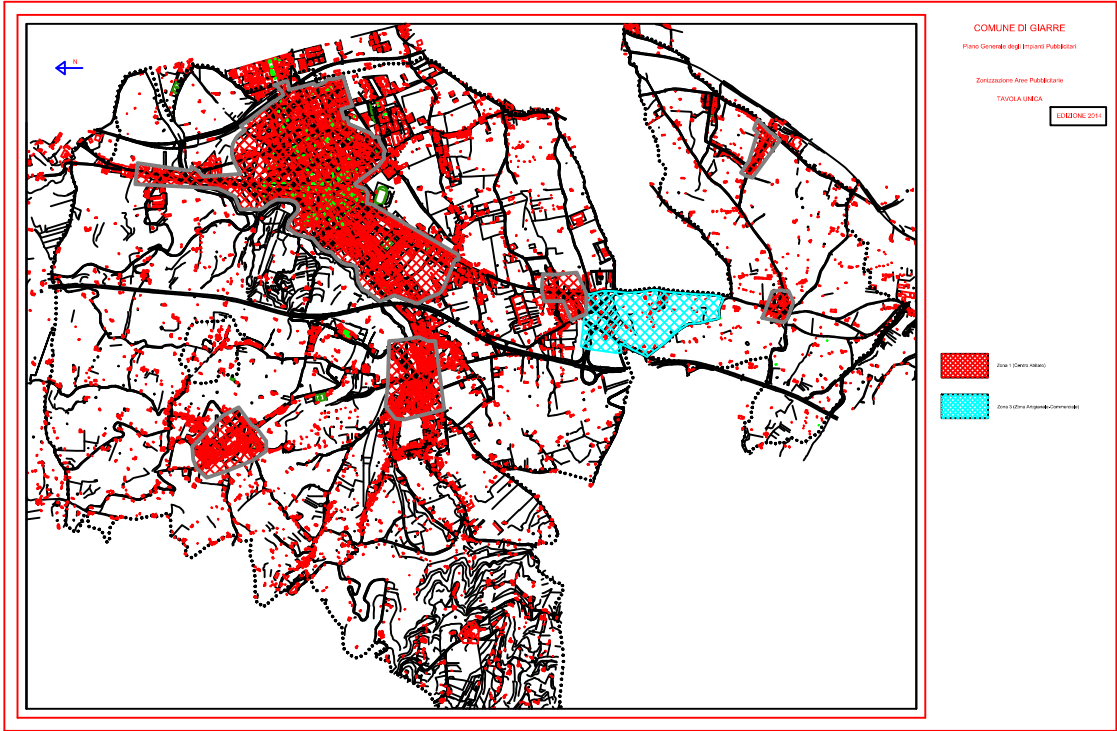 N
COMUNE DI GIARRE
Piano Generale degli Impianti Pubblicitari
Zonizzazione Aree Pubblicitarie
TAVOLA UNICA
EDIZIONE 2014
Zona 1 (Centro Abitato)
Zona 3 (Zona Artigianale-Commerciale)